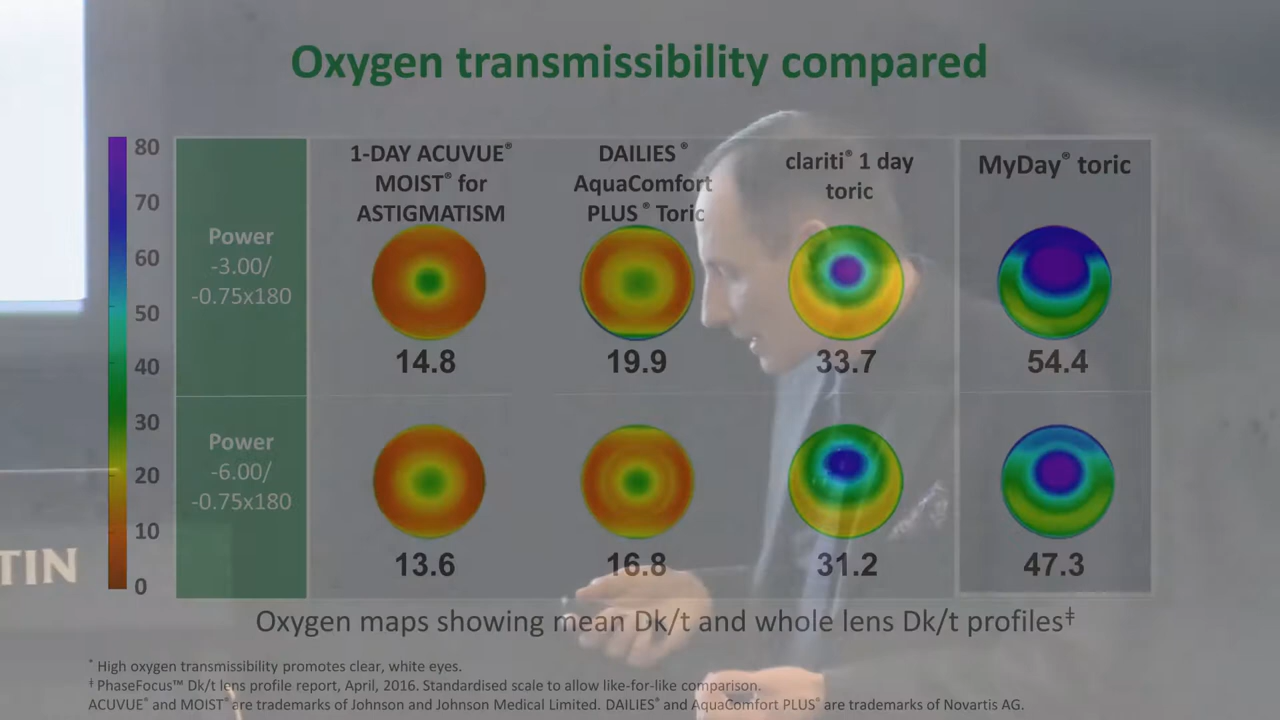 Oxygen transmissibility compared
80
70
60
50
40
30
20
10
0
1-DAY ACUVUE®
MOIST® for
ASTIGMATISM
DAILIES®
AquaComfort
PLUS® Toric
clariti® 1 day
toric
MyDay® toric
Power
-3.00/
-0.75x180
14.8
19.9
33.7
54.4
Power
-6.00/
-0.75x180
13.6
16.8
31.2
47.3
TIN
Oxygen maps showing mean Dk/t and whole lens Dk/t profiles‡
* High oxygen transmissibility promotes clear, white eyes.
‡ PhaseFocus™ Dk/t lens profile report, April, 2016. Standardised scale to allow like-for-like comparison.
ACUVUE® and MOIST® are trademarks of Johnson and Johnson Medical Limited. DAILIES® and AquaComfort PLUS® are trademarks of Novartis AG.